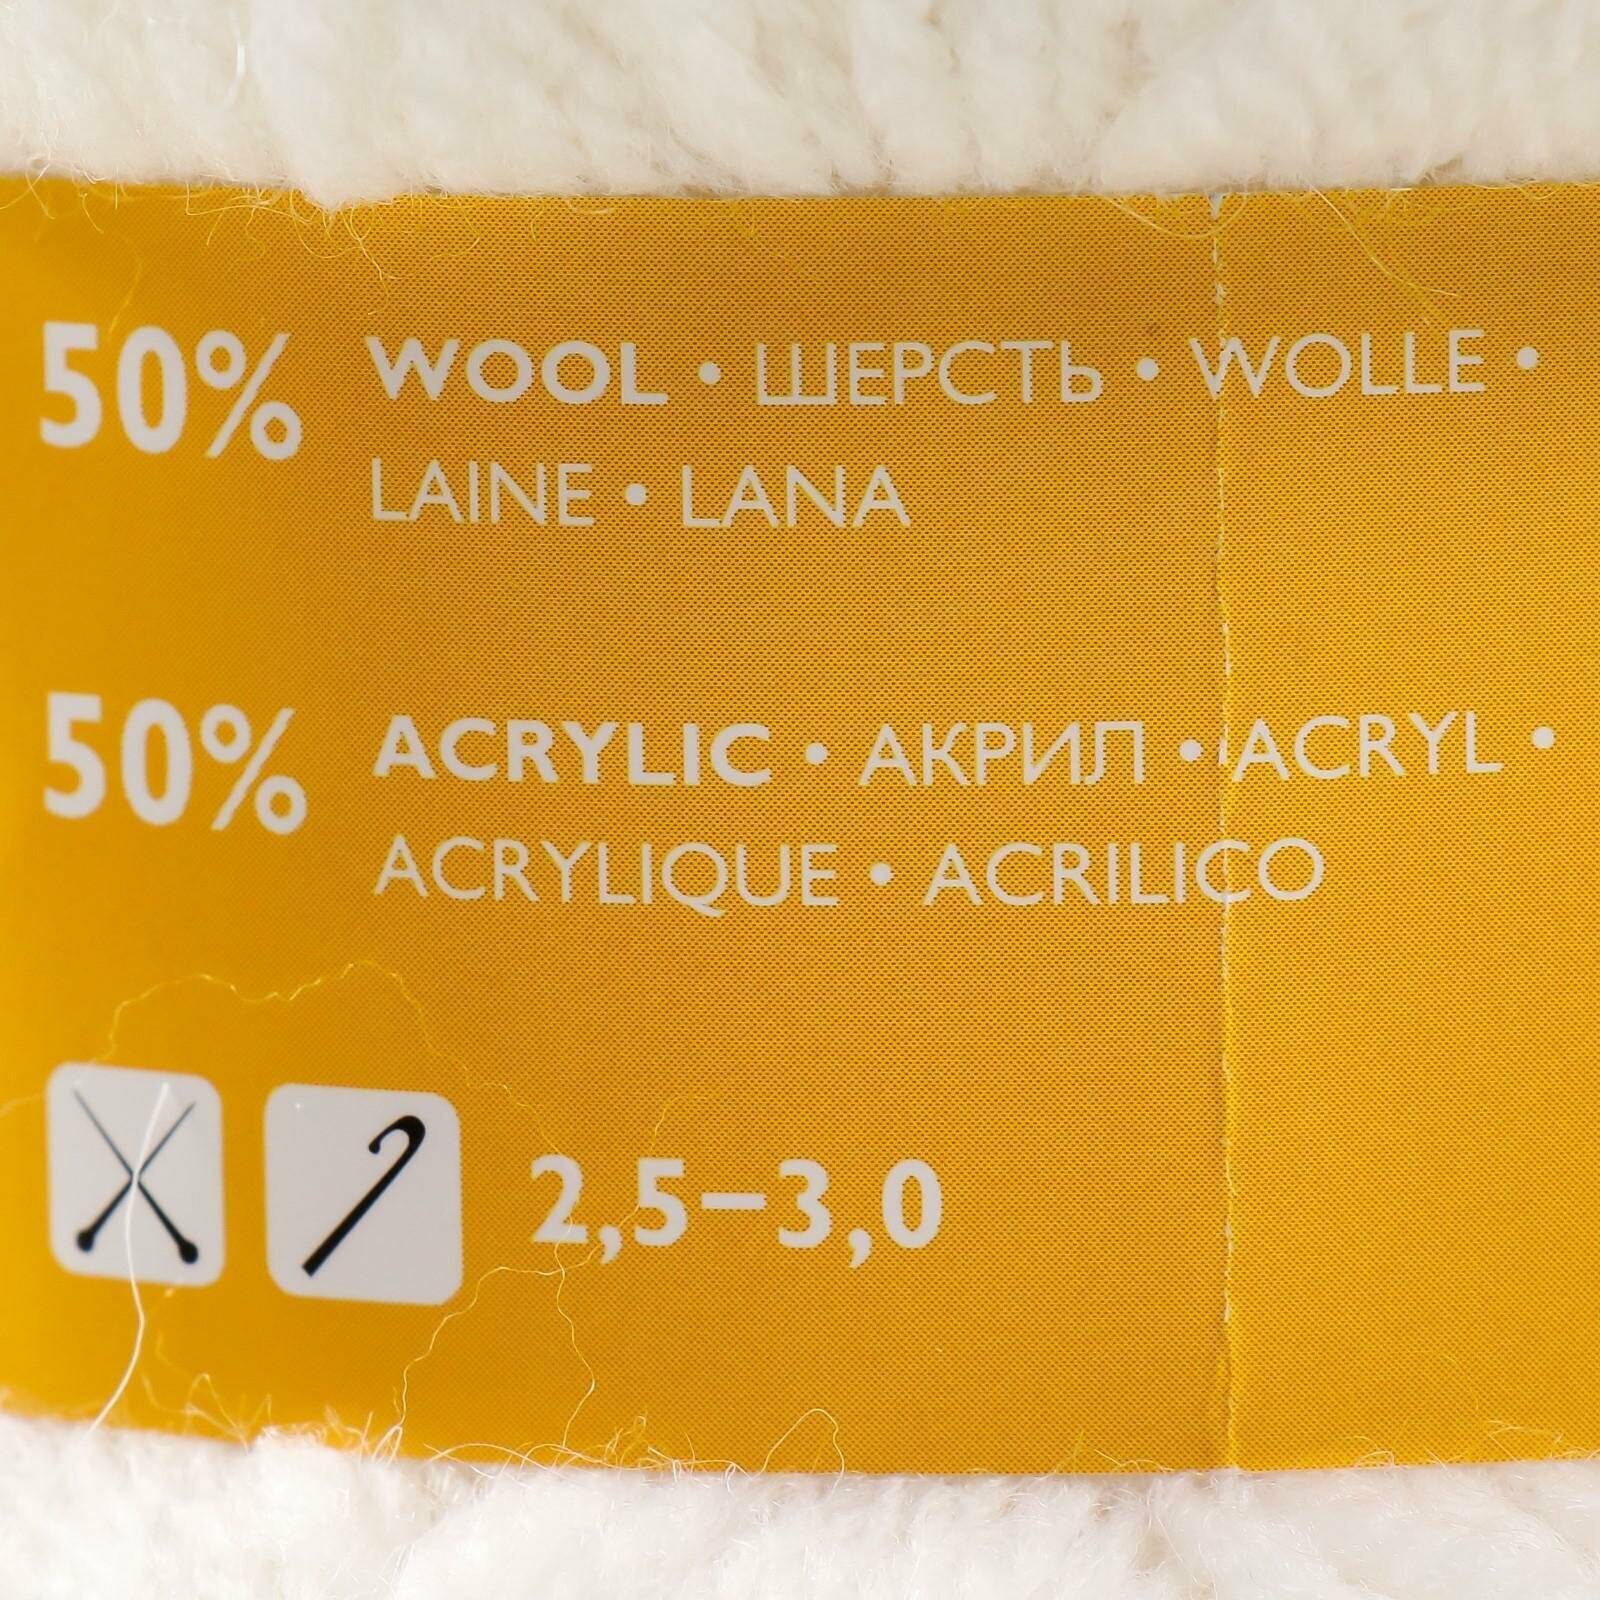 50% WOOL • ШЕРСТЬ • WOLLE •
LAINE • LANA
50% ACRYLIC • АКРИЛ • ACRYL •
ACRYLIQUE • ACRILICO
2,5–3,0